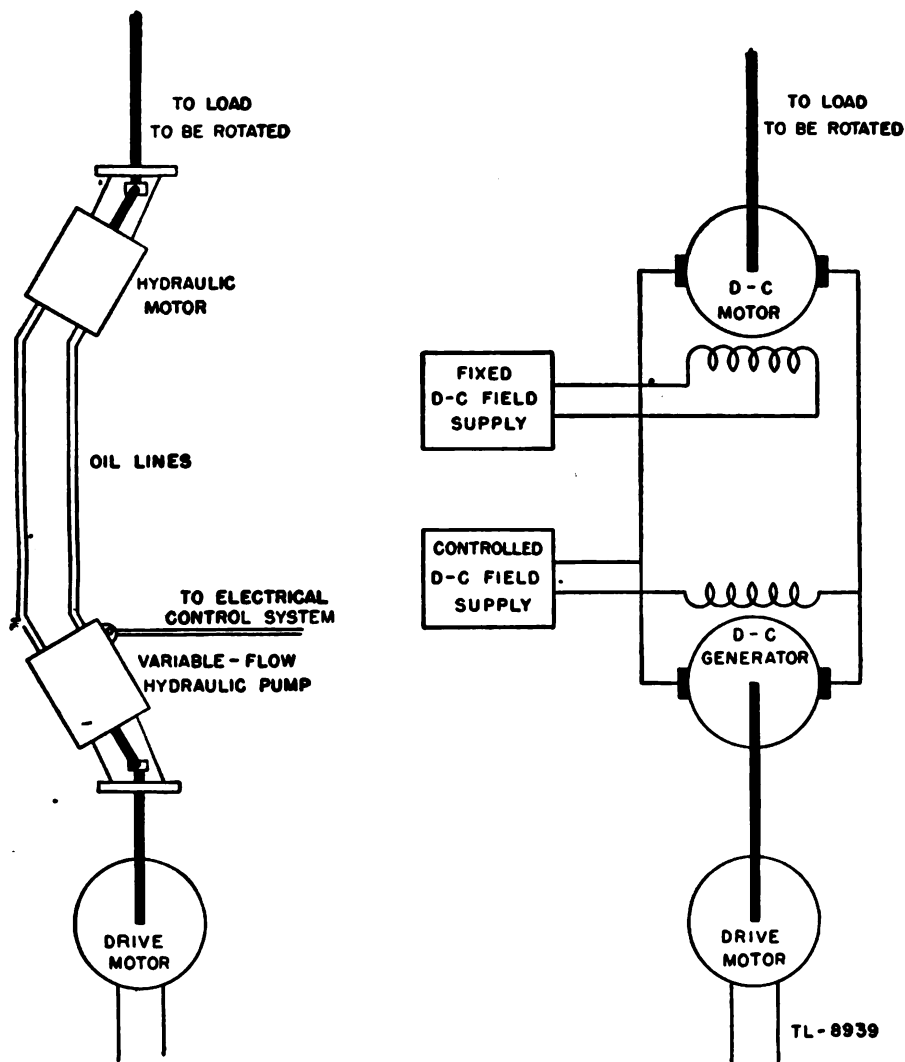 TO LOAD
TO BE ROTATED
HYDRAULIC
MOTOR
OIL LINES
TO ELECTRICAL
CONTROL SYSTEM
VARIABLE-FLOW
HYDRAULIC PUMP
DRIVE
MOTOR
TO LOAD
TO BE ROTATED
D-C
MOTOR
FIXED
D-C FIELD
SUPPLY
CONTROLLED
D-C FIELD
SUPPLY
D-C
GENERATOR
DRIVE
MOTOR
TL-8939